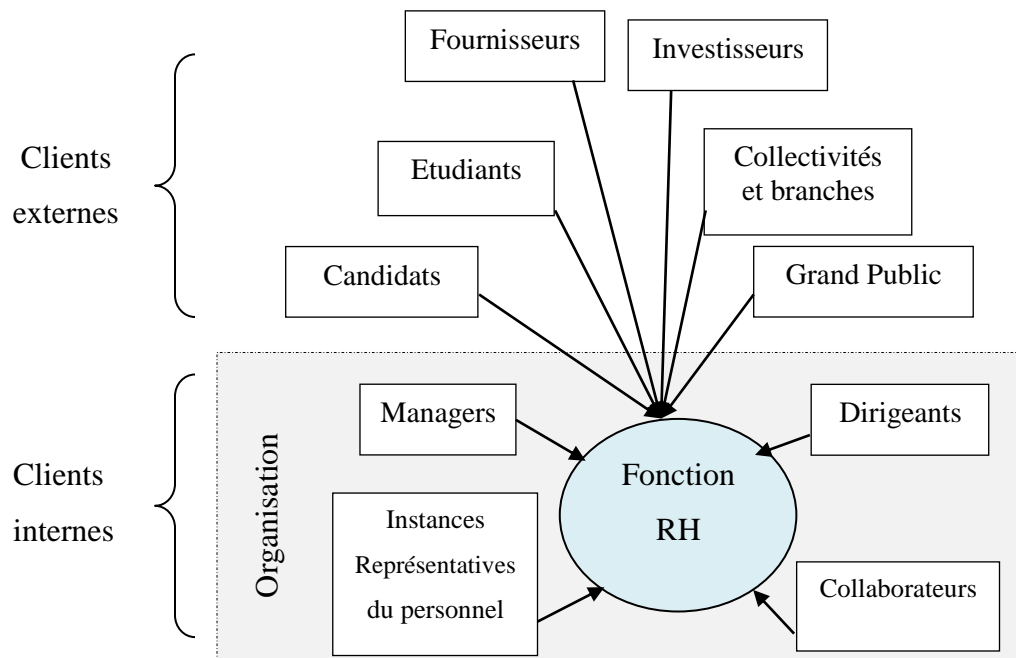 Fournisseurs
Investisseurs
Clients
externes
Etudiants
Collectivités
et branches
Candidats
Grand Public
Clients
internes
Organisation
Managers
Dirigeants
Fonction
RH
Instances
Représentatives
du personnel
Collaborateurs